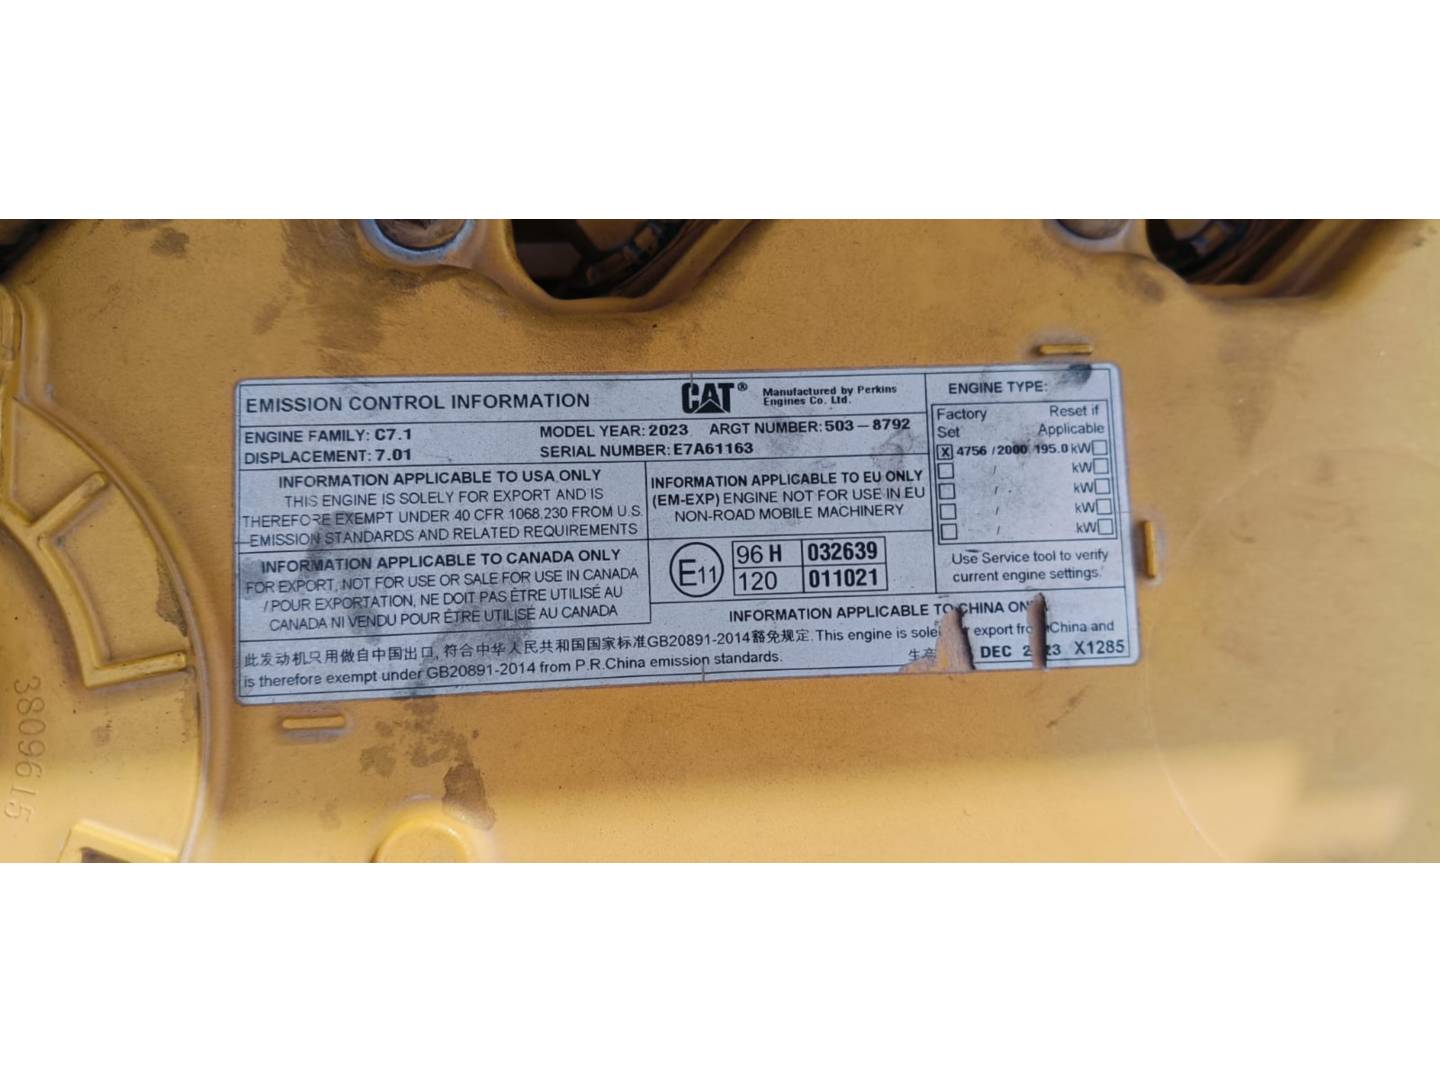 EMISSION CONTROL INFORMATION
CAT® Manufactured by Perkins
Engines Co. Ltd.
ENGINE FAMILY: C7.1
DISPLACEMENT: 7.01
MODEL YEAR: 2023 ARGT NUMBER: 503-8792
SERIAL NUMBER: E7A61163
INFORMATION APPLICABLE TO USA ONLY
THIS ENGINE IS SOLELY FOR EXPORT AND IS
THEREFORE EXEMPT UNDER 40 CFR 1068.230 FROM U.S.
EMISSION STANDARDS AND RELATED REQUIREMENTS
INFORMATION APPLICABLE TO CANADA ONLY
FOR EXPORT, NOT FOR USE OR SALE FOR USE IN CANADA
/ POUR EXPORTATION, NE DOIT PAS ÊTRE UTILISÉ AU
CANADA NI VENDU POUR ÊTRE UTILISÉ AU CANADA
INFORMATION APPLICABLE TO EU ONLY
(EM-EXP) ENGINE NOT FOR USE IN EU
NON-ROAD MOBILE MACHINERY
E11
96 H 032639
120 011021
ENGINE TYPE:
Factory Set
Reset if Applicable
X 4756 / 2000 195.0 kW
/ kW
/ kW
/ kW
/ kW
Use Service tool to verify
current engine settings.
INFORMATION APPLICABLE TO CHINA
此发动机只用做自中国出口, 符合中华人民共和国国家标准GB20891-2014豁免规定. This engine is export China and
is therefore exempt under GB20891-2014 from P.R.China emission standards.
DEC X1285
3809615